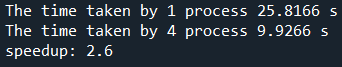 The time taken by 1 process 25.8166 s
The time taken by 4 process 9.9266 s
speedup: 2.6